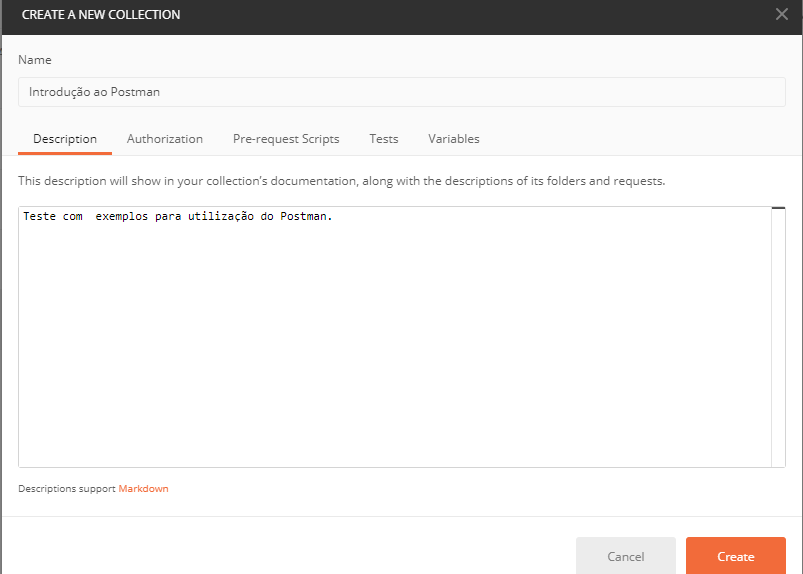 CREATE A NEW COLLECTION
Name
Introdução ao Postman
Description Authorization Pre-request Scripts Tests Variables
This description will show in your collection's documentation, along with the descriptions of its folders and requests.
Teste com  exemplos para utilização do Postman.
Descriptions support Markdown
Cancel Create